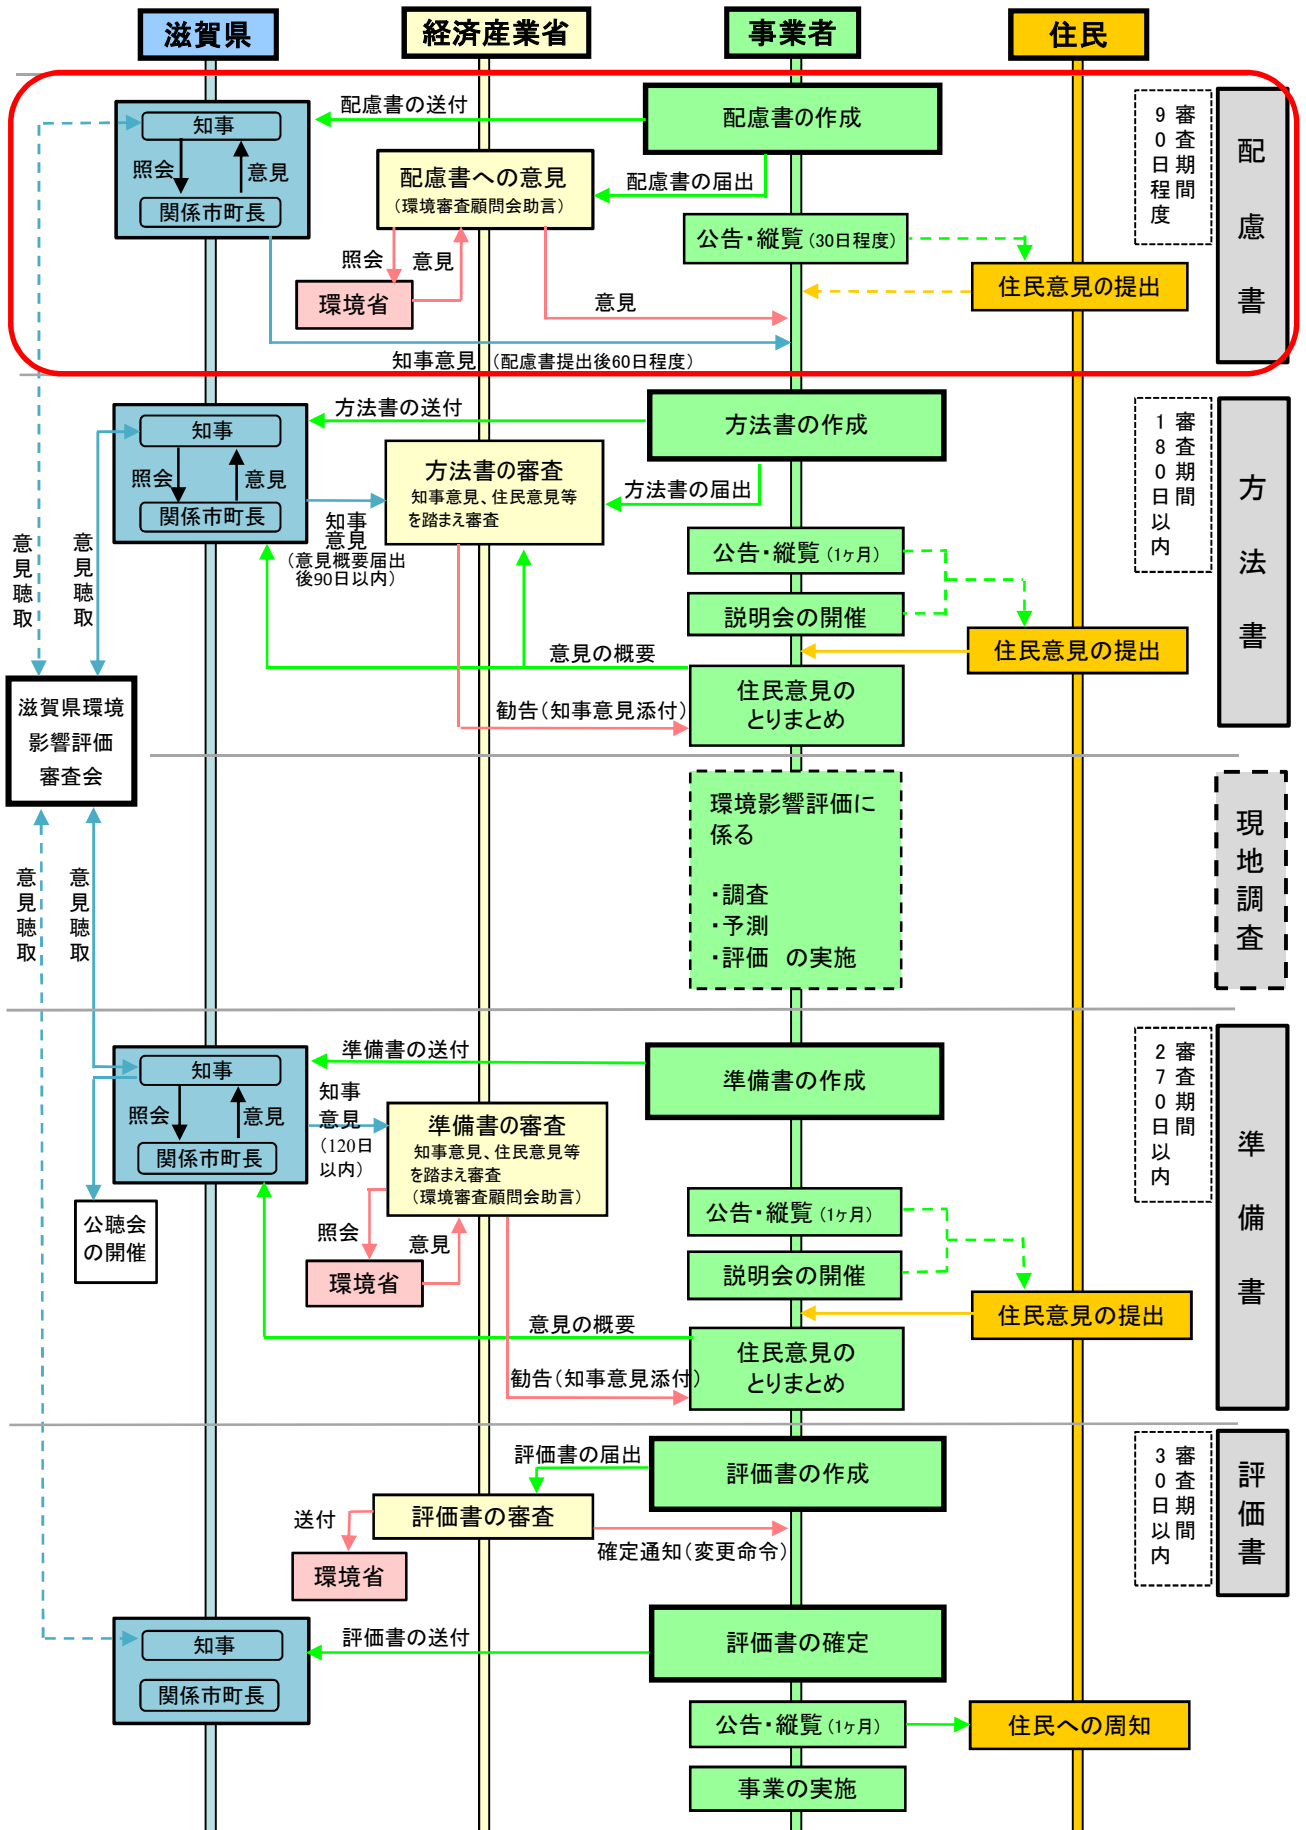 滋賀県
経済産業省
事業者
住民
配慮書の送付
配慮書の作成
知事
照会
意見
関係市町長
配慮書への意見
(環境審査顧問会助言)
配慮書の届出
公告・縦覧(30日程度)
照会
意見
環境省
意見
住民意見の提出
知事意見 (配慮書提出後60日程度)
審査期間
90日程度
配慮書
方法書の送付
方法書の作成
知事
照会
意見
関係市町長
方法書の審査
知事意見、住民意見等
を踏まえ審査
方法書の届出
知事
意見
(意見概要届出
後90日以内)
公告・縦覧(1ヶ月)
説明会の開催
住民意見の提出
意見の概要
住民意見の
とりまとめ
勧告(知事意見添付)
審査期間
180日以内
方法書
意見聴取
意見聴取
滋賀県環境
影響評価
審査会
環境影響評価に
係る
・調査
・予測
・評価 の実施
現地調査
意見聴取
意見聴取
準備書の送付
準備書の作成
知事
照会
意見
関係市町長
知事
意見
(120日
以内)
準備書の審査
知事意見、住民意見等
を踏まえ審査
(環境審査顧問会助言)
公聴会
の開催
照会
意見
環境省
公告・縦覧(1ヶ月)
説明会の開催
住民意見の提出
意見の概要
住民意見の
とりまとめ
勧告(知事意見添付)
審査期間
270日以内
準備書
評価書の届出
評価書の作成
評価書の審査
送付
環境省
確定通知(変更命令)
審査期間
30日以内
評価書
知事
関係市町長
評価書の送付
評価書の確定
公告・縦覧(1ヶ月)
住民への周知
事業の実施